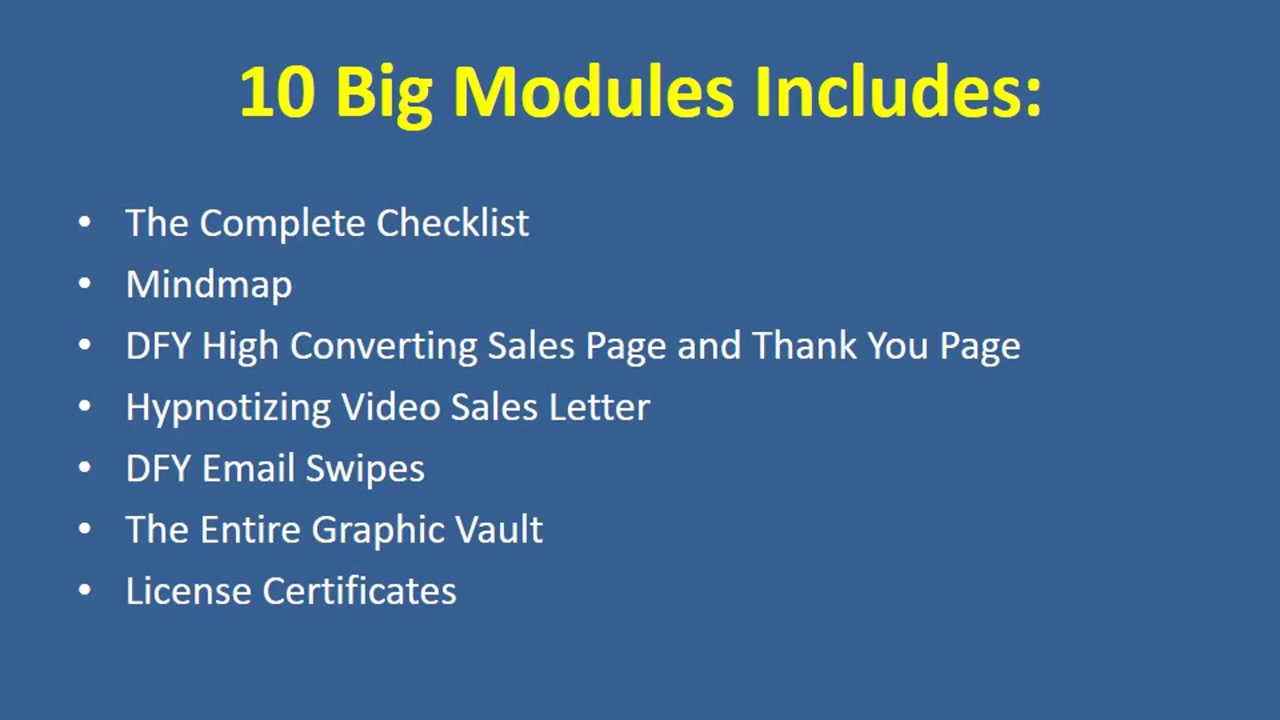 10 Big Modules Includes:
• The Complete Checklist
• Mindmap
• DFY High Converting Sales Page and Thank You Page
• Hypnotizing Video Sales Letter
• DFY Email Swipes
• The Entire Graphic Vault
• License Certificates